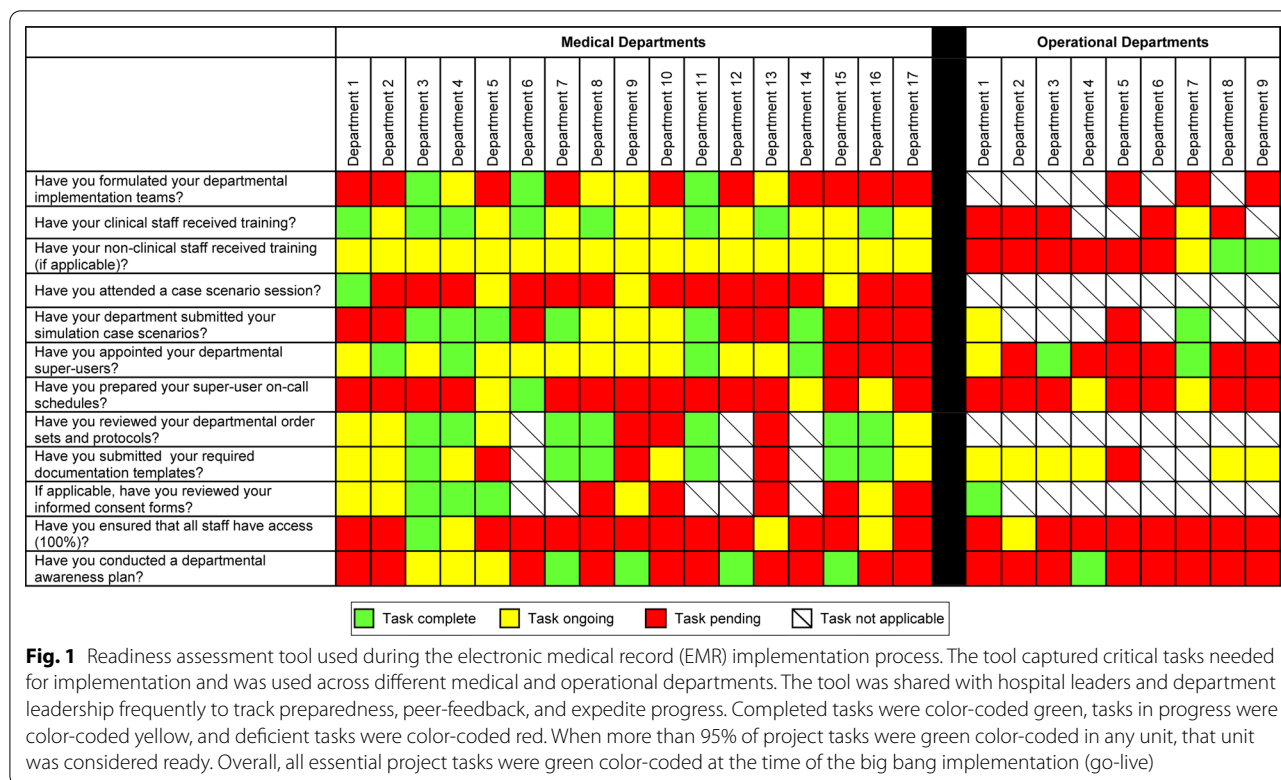 Medical Departments
Operational Departments
Department 1
Department 2
Department 3
Department 4
Department 5
Department 6
Department 7
Department 8
Department 9
Department 10
Department 11
Department 12
Department 13
Department 14
Department 15
Department 16
Department 17
Department 1
Department 2
Department 3
Department 4
Department 5
Department 6
Department 7
Department 8
Department 9
Have you formulated your departmental
implementation teams?
Have your clinical staff received training?
Have your non-clinical staff received training
(if applicable)?
Have you attended a case scenario session?
Have your department submitted your
simulation case scenarios?
Have you appointed your departmental
super-users?
Have you prepared your super-user on-call
schedules?
Have you reviewed your departmental order
sets and protocols?
Have you submitted your required
documentation templates?
If applicable, have you reviewed your
informed consent forms?
Have you ensured that all staff have access
(100%)?
Have you conducted a departmental
awareness plan?
Task complete
Task ongoing
Task pending
Task not applicable
Fig. 1 Readiness assessment tool used during the electronic medical record (EMR) implementation process. The tool captured critical tasks needed
for implementation and was used across different medical and operational departments. The tool was shared with hospital leaders and department
leadership frequently to track preparedness, peer-feedback, and expedite progress. Completed tasks were color-coded green, tasks in progress were
color-coded yellow, and deficient tasks were color-coded red. When more than 95% of project tasks were green color-coded in any unit, that unit
was considered ready. Overall, all essential project tasks were green color-coded at the time of the big bang implementation (go-live)